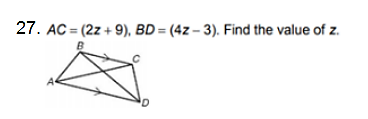 27. AC = (2z + 9), BD = (4z – 3). Find the value of z.
B
C
A
D